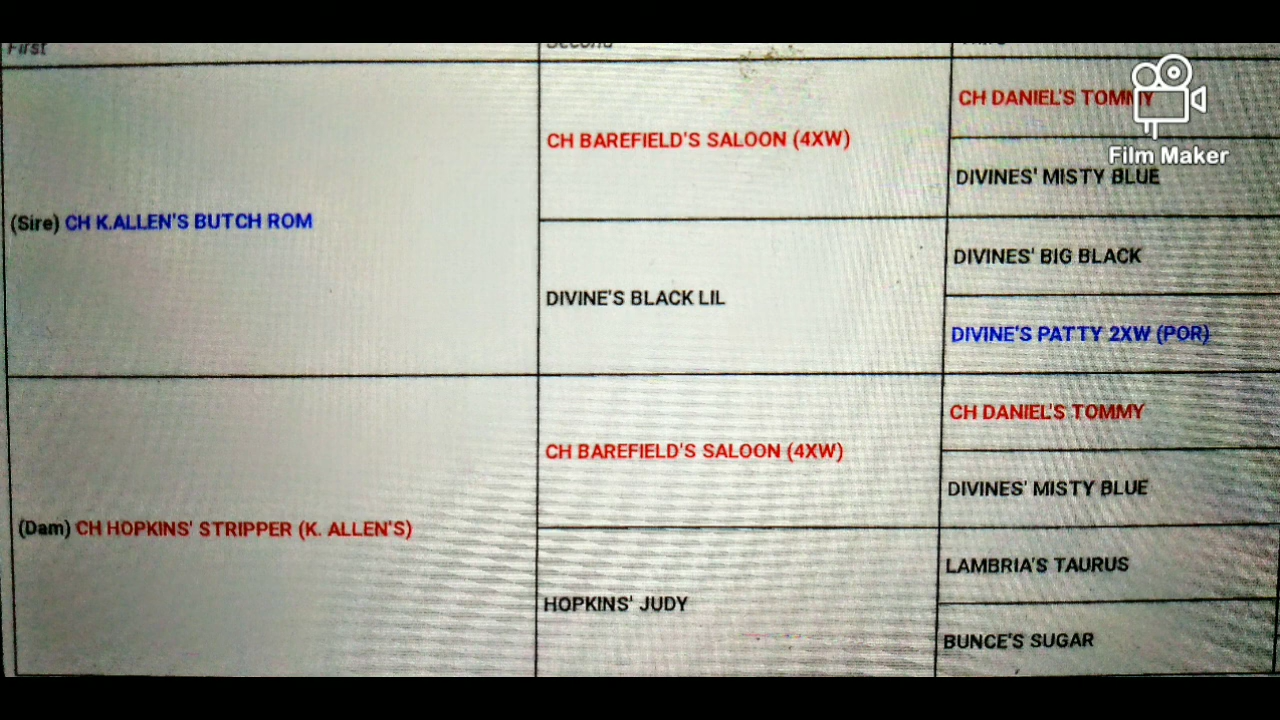 First
Second
CH DANIEL'S TOMMY
Film Maker
CH BAREFIELD'S SALOON (4XW)
DIVINES' MISTY BLUE
(Sire) CH K.ALLEN'S BUTCH ROM
DIVINES' BIG BLACK
DIVINE'S BLACK LIL
DIVINE'S PATTY 2XW (POR)
CH DANIEL'S TOMMY
CH BAREFIELD'S SALOON (4XW)
DIVINES' MISTY BLUE
(Dam) CH HOPKINS' STRIPPER (K. ALLEN'S)
LAMBRIA'S TAURUS
HOPKINS' JUDY
BUNCE'S SUGAR